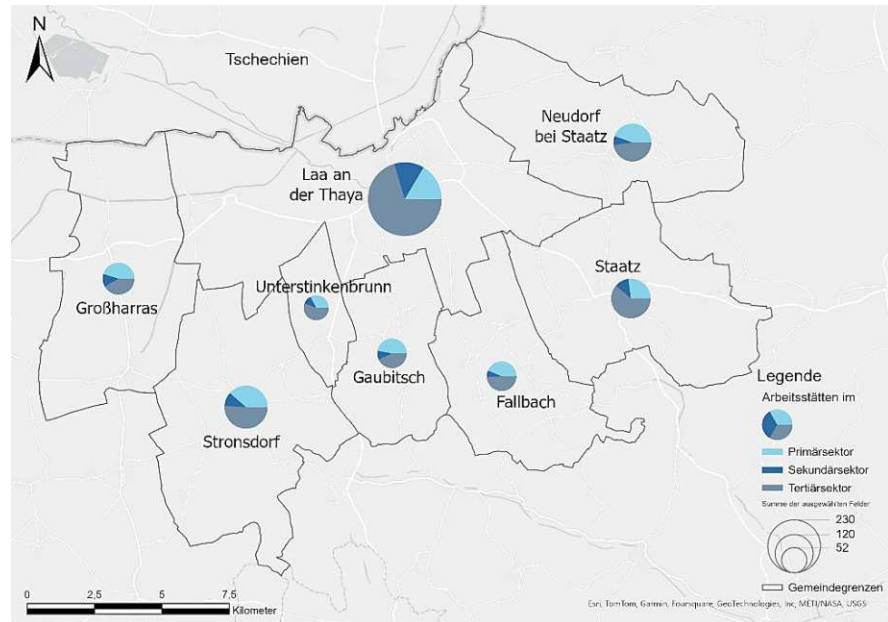 N
Tschechien
Neudorf
bei Staatz
Laa an
der Thaya
Staatz
Unterstinkenbrunn
Großharras
Gaubitsch
Fallbach
Stronsdorf
Legende
Arbeitsstätten im
Primärsektor
Sekundärsektor
Tertiärsektor
Summe der ausgewählten Felder
230
120
52
Gemeindegrenzen
0 2,5 5 7,5
Kilometer
Esri, TomTom, Garmin, Foursquare, GeoTechnologies, Inc, METI/NASA, USGS